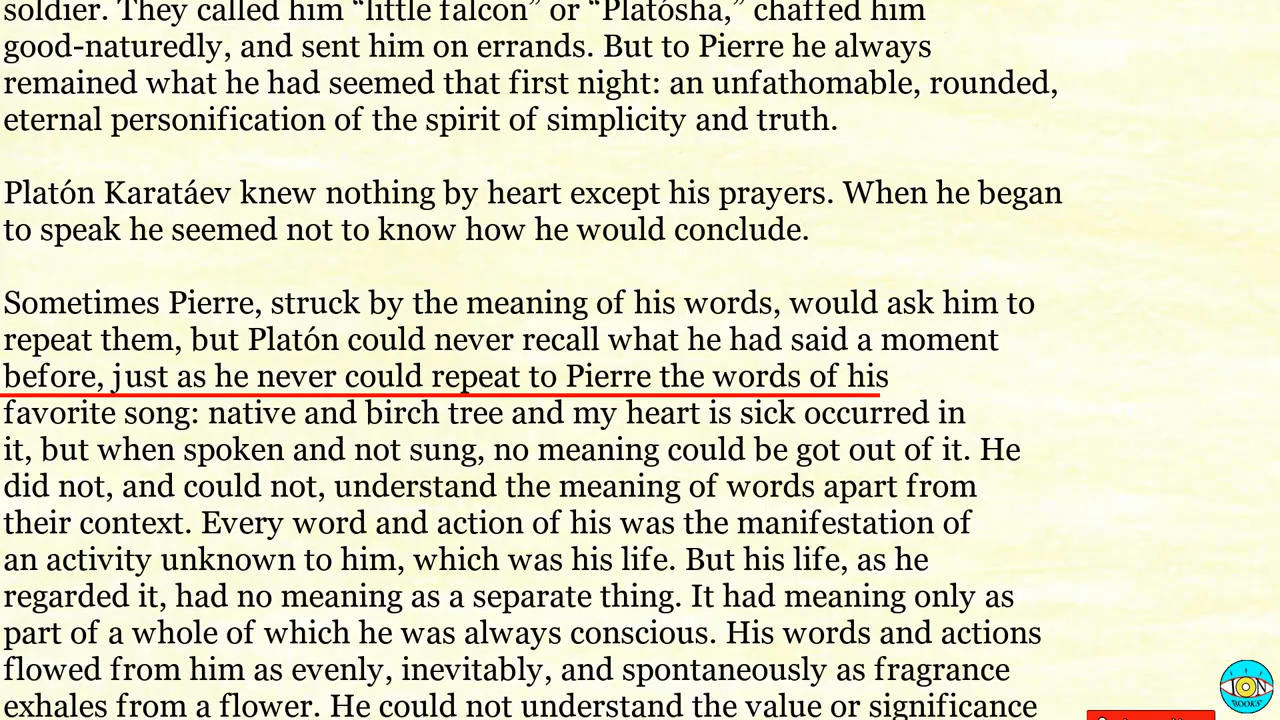 soldier. They called him “little falcon” or “Platósha,” chaffed him
good-naturedly, and sent him on errands. But to Pierre he always
remained what he had seemed that first night: an unfathomable, rounded,
eternal personification of the spirit of simplicity and truth.
Platón Karatáev knew nothing by heart except his prayers. When he began
to speak he seemed not to know how he would conclude.
Sometimes Pierre, struck by the meaning of his words, would ask him to
repeat them, but Platón could never recall what he had said a moment
before, just as he never could repeat to Pierre the words of his
favorite song: native and birch tree and my heart is sick occurred in
it, but when spoken and not sung, no meaning could be got out of it. He
did not, and could not, understand the meaning of words apart from
their context. Every word and action of his was the manifestation of
an activity unknown to him, which was his life. But his life, as he
regarded it, had no meaning as a separate thing. It had meaning only as
part of a whole of which he was always conscious. His words and actions
flowed from him as evenly, inevitably, and spontaneously as fragrance
exhales from a flower. He could not understand the value or significance
ION
BOOKS